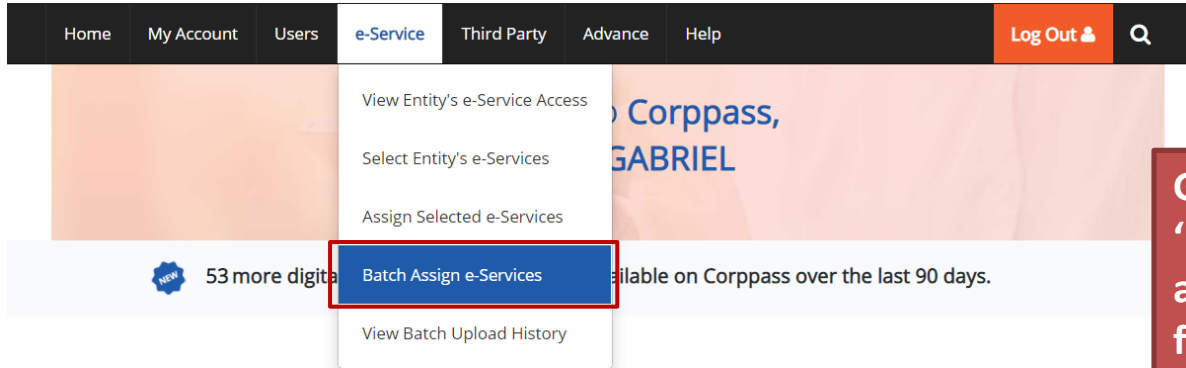 Home My Account Users e-Service Third Party Advance Help Log Out
View Entity's e-Service Access
Corppass,
Select Entity's e-Services
GABRIEL
Assign Selected e-Services
NEW 53 more Batch Assign e-Services on Corppass over the last 90 days.
View Batch Upload History